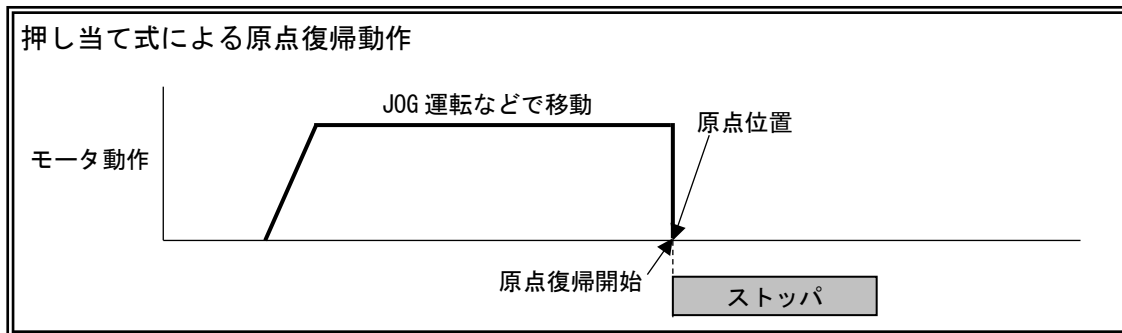 押し当て式による原点復帰動作
JOG 運転などで移動
原点位置
モータ動作
原点復帰開始
ストッパ